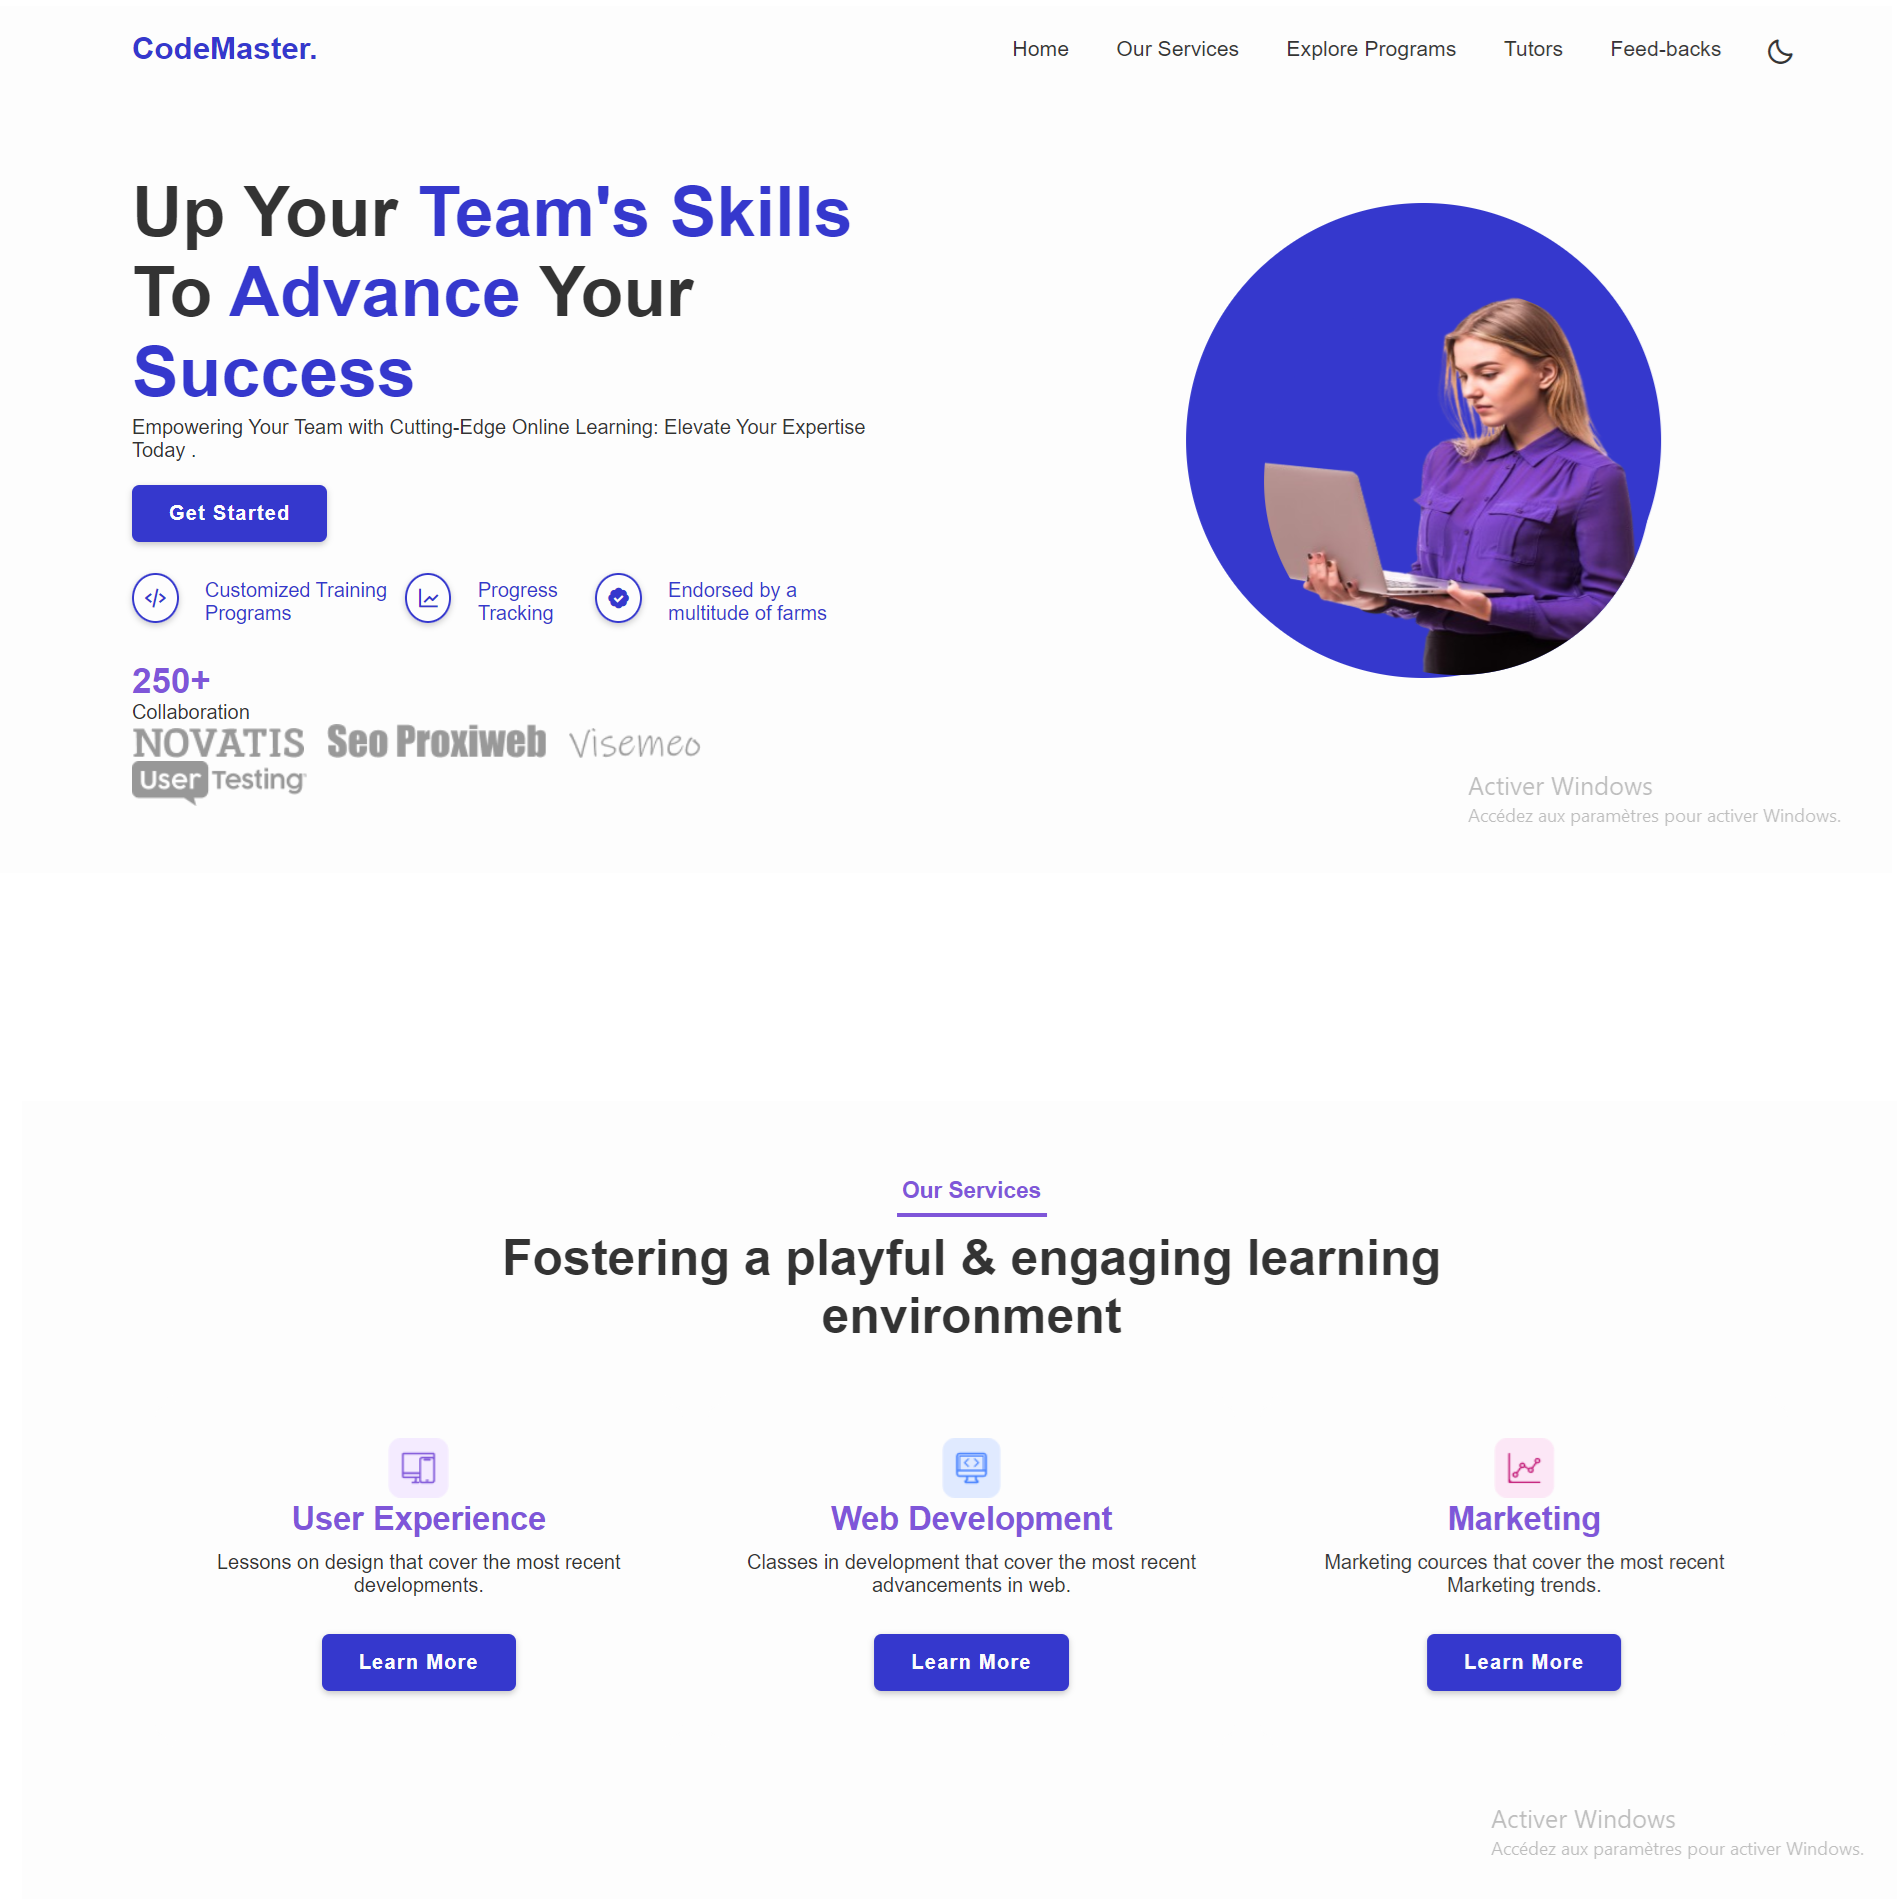 CodeMaster.
Home Our Services Explore Programs Tutors Feed-backs
Up Your Team's Skills
To Advance Your
Success
Empowering Your Team with Cutting-Edge Online Learning: Elevate Your Expertise
Today .
Get Started
Customized Training
Programs
Progress
Tracking
Endorsed by a
multitude of farms
250+
Collaboration
NOVATIS Seo Proxiweb Visemeo
User Testing
Activer Windows
Accédez aux paramètres pour activer Windows.
Our Services
Fostering a playful & engaging learning
environment
User Experience
Lessons on design that cover the most recent
developments.
Learn More
Web Development
Classes in development that cover the most recent
advancements in web.
Learn More
Marketing
Marketing cources that cover the most recent
Marketing trends.
Learn More
Activer Windows
Accédez aux paramètres pour activer Windows.